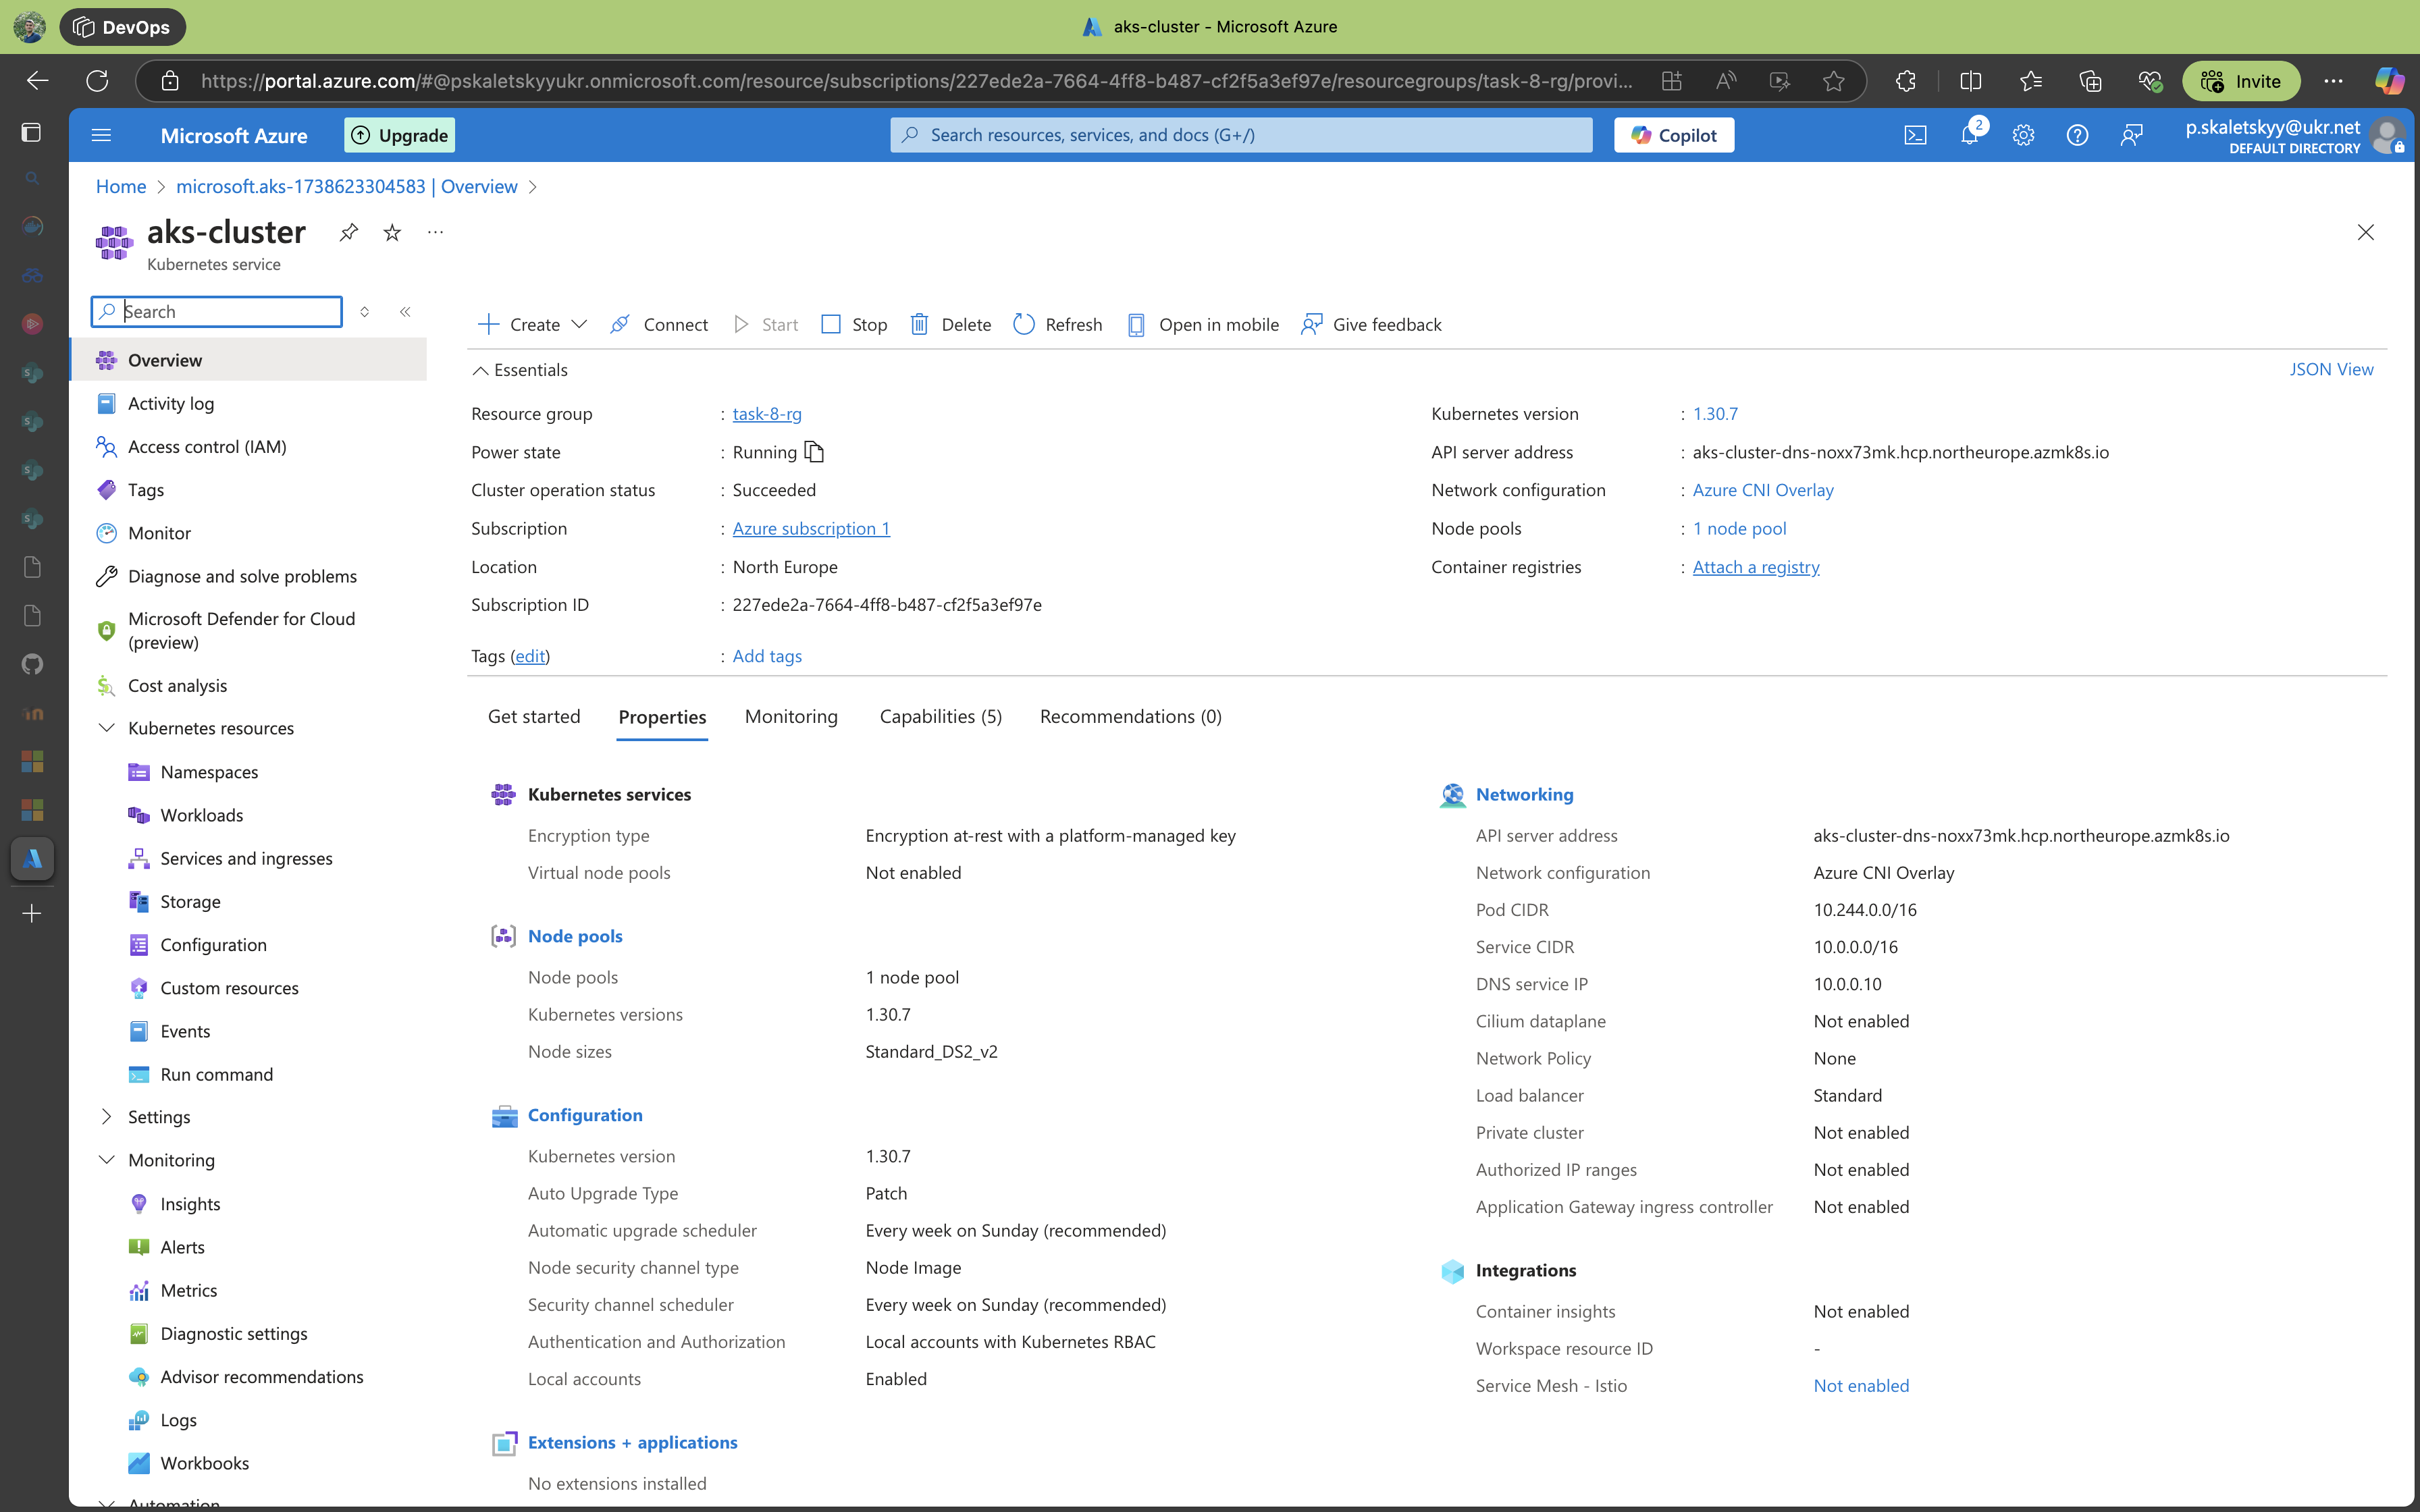 DevOps
aks-cluster - Microsoft Azure
https://portal.azure.com/#@pskaletskyyukr.onmicrosoft.com/resource/subscriptions/227ede2a-7664-4ff8-b487-cf2f5a3ef97e/resourcegroups/task-8-rg/provi...
Invite
Microsoft Azure
Upgrade
Search resources, services, and docs (G+/)
Copilot
2
p.skaletskyy@ukr.net
DEFAULT DIRECTORY
Home > microsoft.aks-1738623304583 | Overview >
aks-cluster
Kubernetes service
Search
Overview
Activity log
Access control (IAM)
Tags
Monitor
Diagnose and solve problems
Microsoft Defender for Cloud
(preview)
Cost analysis
Kubernetes resources
Namespaces
Workloads
Services and ingresses
Storage
Configuration
Custom resources
Events
Run command
Settings
Monitoring
Insights
Alerts
Metrics
Diagnostic settings
Advisor recommendations
Logs
Workbooks
Automation
Create
Connect
Start
Stop
Delete
Refresh
Open in mobile
Give feedback
Essentials
JSON View
Resource group : task-8-rg
Power state : Running
Cluster operation status : Succeeded
Subscription : Azure subscription 1
Location : North Europe
Subscription ID : 227ede2a-7664-4ff8-b487-cf2f5a3ef97e
Kubernetes version : 1.30.7
API server address : aks-cluster-dns-noxx73mk.hcp.northeurope.azmk8s.io
Network configuration : Azure CNI Overlay
Node pools : 1 node pool
Container registries : Attach a registry
Tags (edit) : Add tags
Get started
Properties
Monitoring
Capabilities (5)
Recommendations (0)
Kubernetes services
Encryption type Encryption at-rest with a platform-managed key
Virtual node pools Not enabled
Node pools
Node pools 1 node pool
Kubernetes versions 1.30.7
Node sizes Standard_DS2_v2
Configuration
Kubernetes version 1.30.7
Auto Upgrade Type Patch
Automatic upgrade scheduler Every week on Sunday (recommended)
Node security channel type Node Image
Security channel scheduler Every week on Sunday (recommended)
Authentication and Authorization Local accounts with Kubernetes RBAC
Local accounts Enabled
Extensions + applications
No extensions installed
Networking
API server address aks-cluster-dns-noxx73mk.hcp.northeurope.azmk8s.io
Network configuration Azure CNI Overlay
Pod CIDR 10.244.0.0/16
Service CIDR 10.0.0.0/16
DNS service IP 10.0.0.10
Cilium dataplane Not enabled
Network Policy None
Load balancer Standard
Private cluster Not enabled
Authorized IP ranges Not enabled
Application Gateway ingress controller Not enabled
Integrations
Container insights Not enabled
Workspace resource ID -
Service Mesh - Istio Not enabled